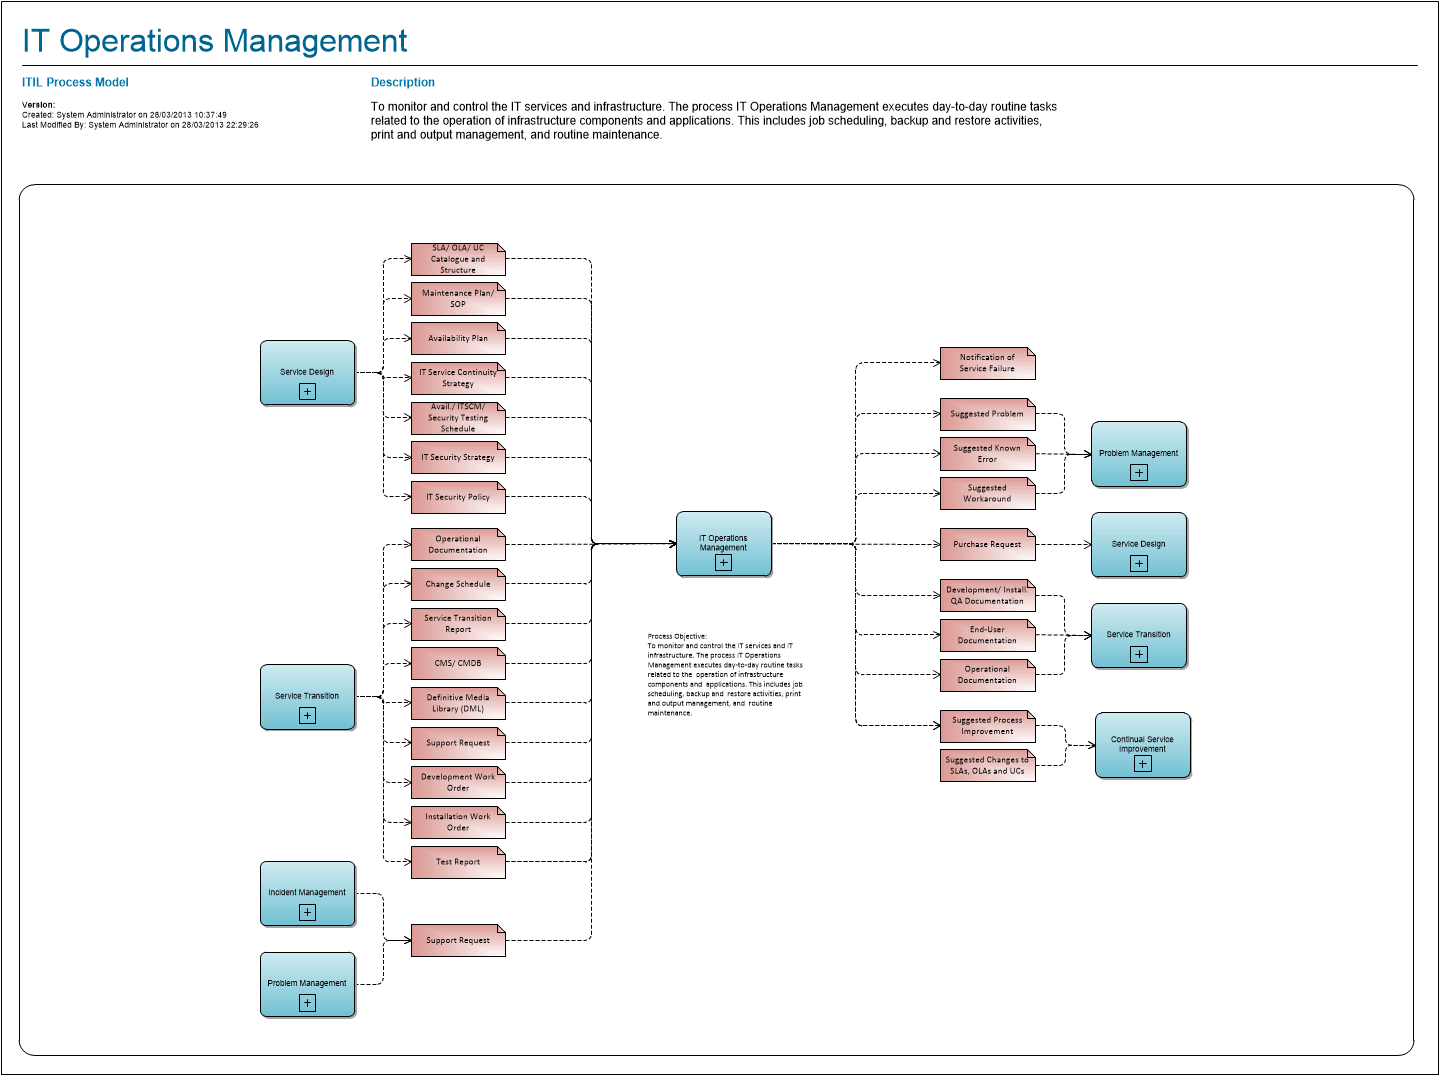 IT Operations Management
ITIL Process Model
Version:
Created: System Administrator on 28/03/2013 10:37:49
Last Modified By: System Administrator on 28/03/2013 22:29:26
Description
To monitor and control the IT services and infrastructure. The process IT Operations Management executes day-to-day routine tasks
related to the operation of infrastructure components and applications. This includes job scheduling, backup and restore activities,
print and output management, and routine maintenance.
Service Design
SLA/ OLA/ UC
Catalogue and
Structure
Maintenance Plan/
SOP
Availability Plan
IT Service Continuity
Strategy
Avail./ ITSCM/
Security Testing
Schedule
IT Security Strategy
IT Security Policy
Service Transition
Operational
Documentation
Change Schedule
Service Transition
Report
CMS/ CMDB
Definitive Media
Library (DML)
Support Request
Development Work
Order
Installation Work
Order
Test Report
Incident Management
Problem Management
Support Request
IT Operations
Management
Process Objective:
To monitor and control the IT services and IT
infrastructure. The process IT Operations
Management executes day-to-day routine tasks
related to the operation of infrastructure
components and applications. This includes job
scheduling, backup and restore activities, print
and output management, and routine
maintenance.
Notification of
Service Failure
Suggested Problem
Suggested Known
Error
Suggested
Workaround
Problem Management
Purchase Request
Service Design
Development/ Install.
QA Documentation
End-User
Documentation
Operational
Documentation
Service Transition
Suggested Process
Improvement
Suggested Changes to
SLAs, OLAs and UCs
Continual Service
Improvement